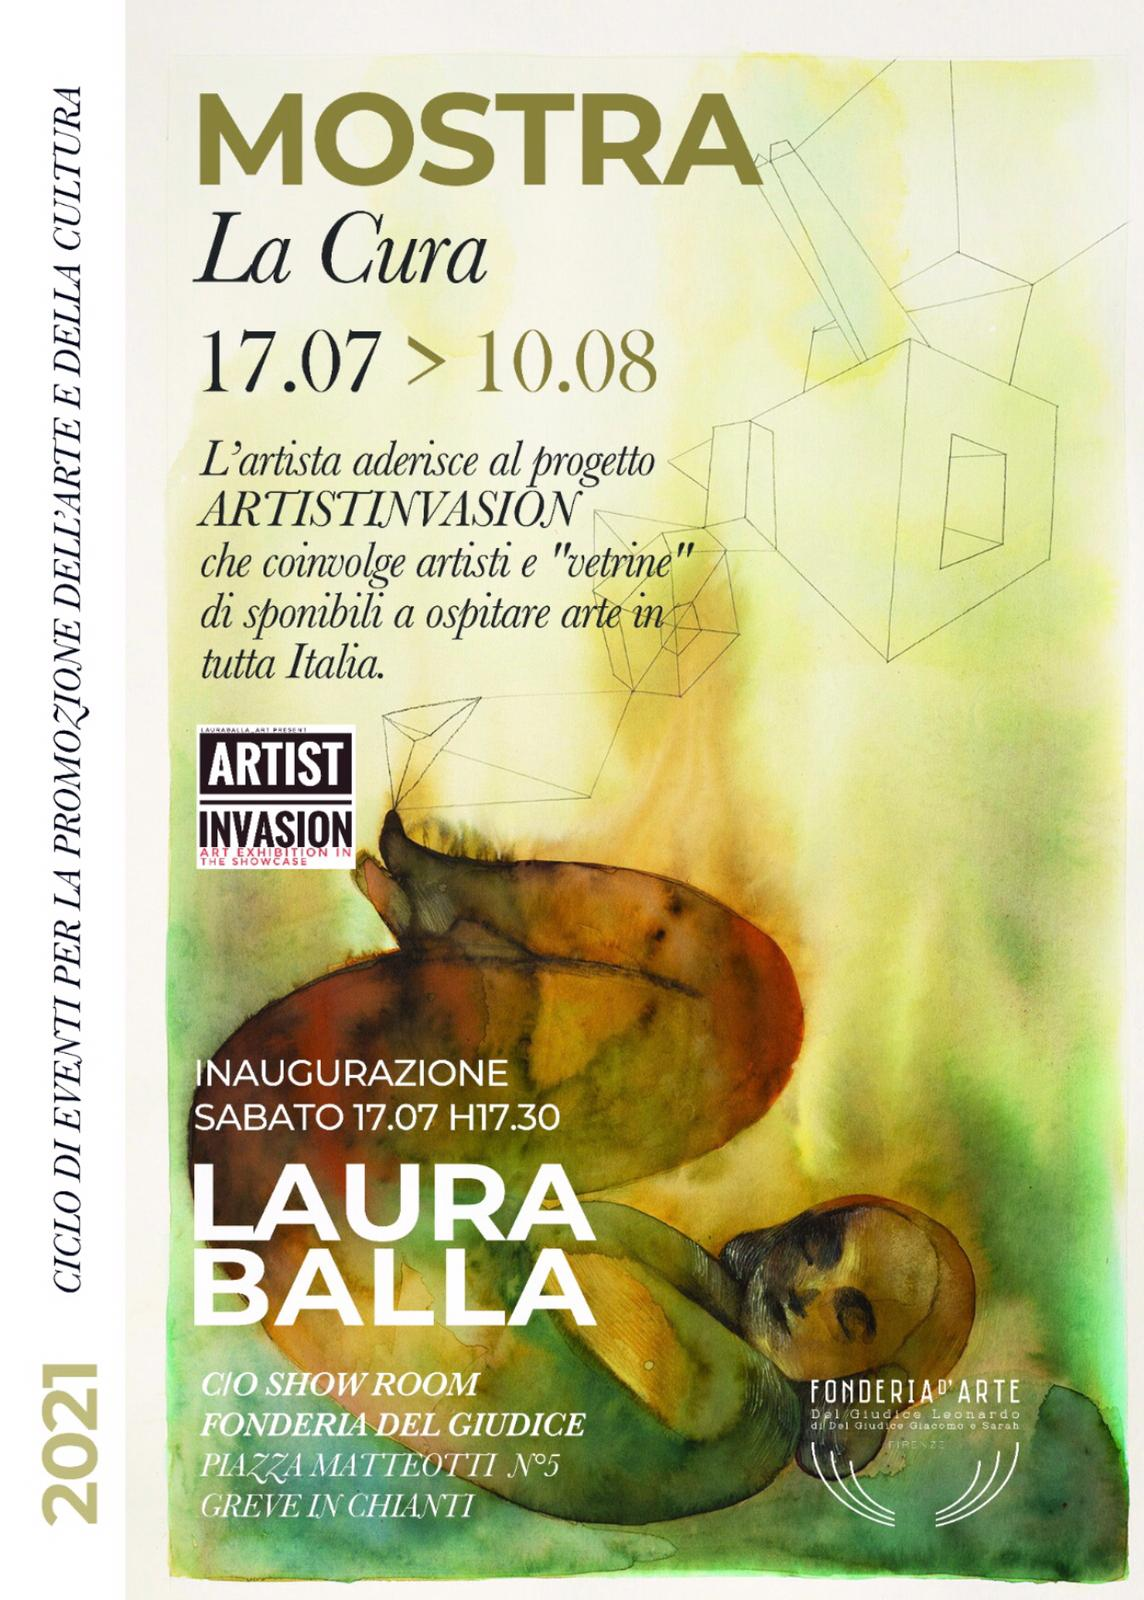 CICLO DI EVENTI PER LA PROMOZIONE DELL'ARTE E DELLA CULTURA
2021
MOSTRA
La Cura
17.07 > 10.08
L'artista aderisce al progetto
ARTISTINVASION
che coinvolge artisti e "vetrine"
di sponibili a ospitare arte in
tutta Italia.
LAURABALLA_ART PRESENT
ARTIST
INVASION
ART EXHIBITION IN
THE SHOWCASE
INAUGURAZIONE
SABATO 17.07 H17.30
LAURA
BALLA
C/O SHOW ROOM
FONDERIA DEL GIUDICE
PIAZZA MATTEOTTI N°5
GREVE IN CHIANTI
FONDERIA D'ARTE
Del Giudice Leonardo
di Del Giudice Giacomo e Sarah
FIRENZE